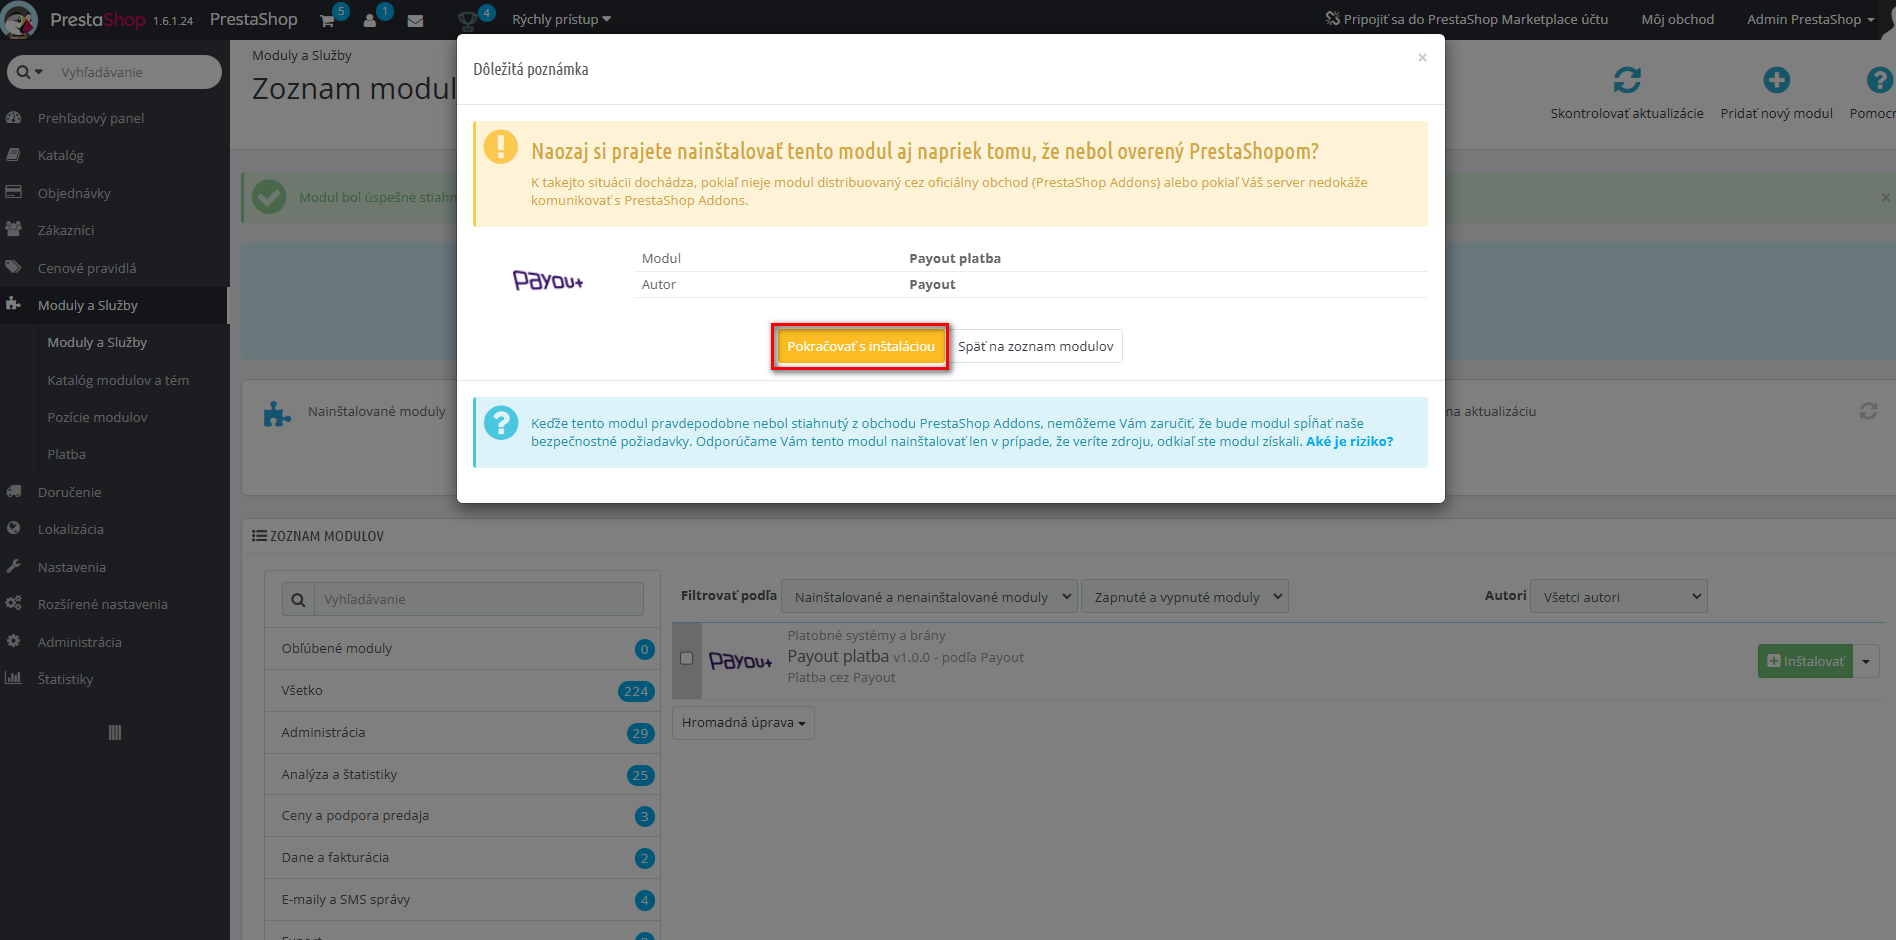 PrestaShop 1.6.1.24 PrestaShop 5 1 4 Rýchly prístup Pripojiť sa do PrestaShop Marketplace účtu Môj obchod Admin PrestaShop
Vyhľadávanie
Prehľadový panel
Katalóg
Objednávky
Zákazníci
Cenové pravidlá
Moduly a Služby
Moduly a Služby
Katalóg modulov a tém
Pozície modulov
Platba
Doručenie
Lokalizácia
Nastavenia
Rozšírené nastavenia
Administrácia
Štatistiky
Moduly a Služby
Zoznam modul
Skontrolovať aktualizácie Pridať nový modul Pomocn
Modul bol úspešne stiahn
×
Dôležitá poznámka
×
Naozaj si prajete nainštalovať tento modul aj napriek tomu, že nebol overený PrestaShopom?
K takejto situácii dochádza, pokiaľ nieje modul distribuovaný cez oficiálny obchod (PrestaShop Addons) alebo pokiaľ Váš server nedokáže
komunikovať s PrestaShop Addons.
Payout
Modul Payout platba
Autor Payout
Pokračovať s inštaláciou Späť na zoznam modulov
Keďže tento modul pravdepodobne nebol stiahnutý z obchodu PrestaShop Addons, nemôžeme Vám zaručiť, že bude modul spĺňať naše
bezpečnostné požiadavky. Odporúčame Vám tento modul nainštalovať len v prípade, že veríte zdroju, odkiaľ ste modul získali. Aké je riziko?
Nainštalované moduly
na aktualizáciu
ZOZNAM MODULOV
Vyhľadávanie
Obľúbené moduly 0
Všetko 224
Administrácia 29
Analýza a štatistiky 25
Ceny a podpora predaja 3
Dane a fakturácia 2
E-maily a SMS správy 4
Filtrovať podľa Nainštalované a nenainštalované moduly Zapnuté a vypnuté moduly Autori Všetci autori
Payout
Platobné systémy a brány
Payout platba v1.0.0 - podľa Payout
Platba cez Payout
Inštalovať
Hromadná úprava